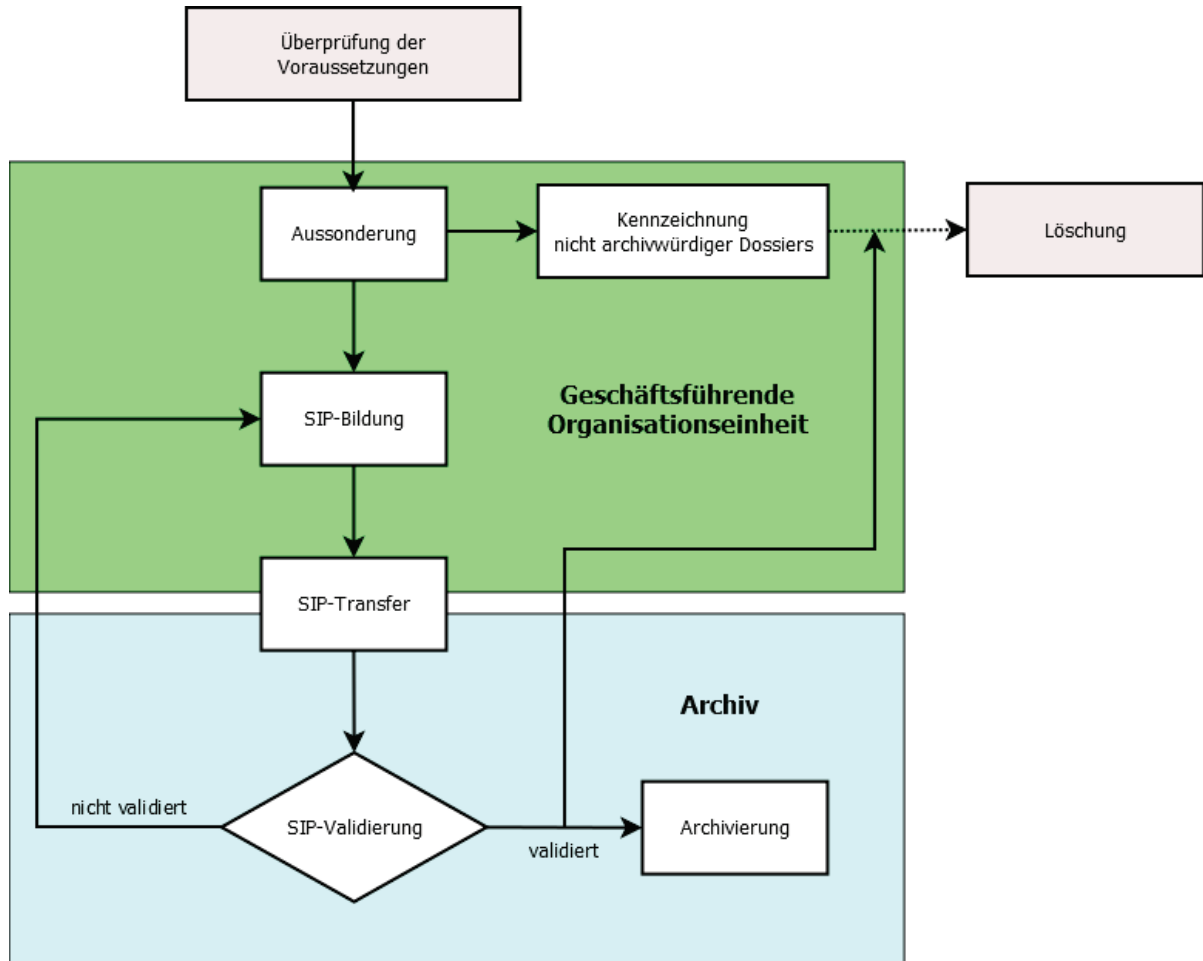 Überprüfung der
Voraussetzungen
Aussonderung
Kennzeichnung
nicht archivwürdiger Dossiers
Löschung
SIP-Bildung
Geschäftsführende
Organisationseinheit
SIP-Transfer
Archiv
nicht validiert
SIP-Validierung
validiert
Archivierung